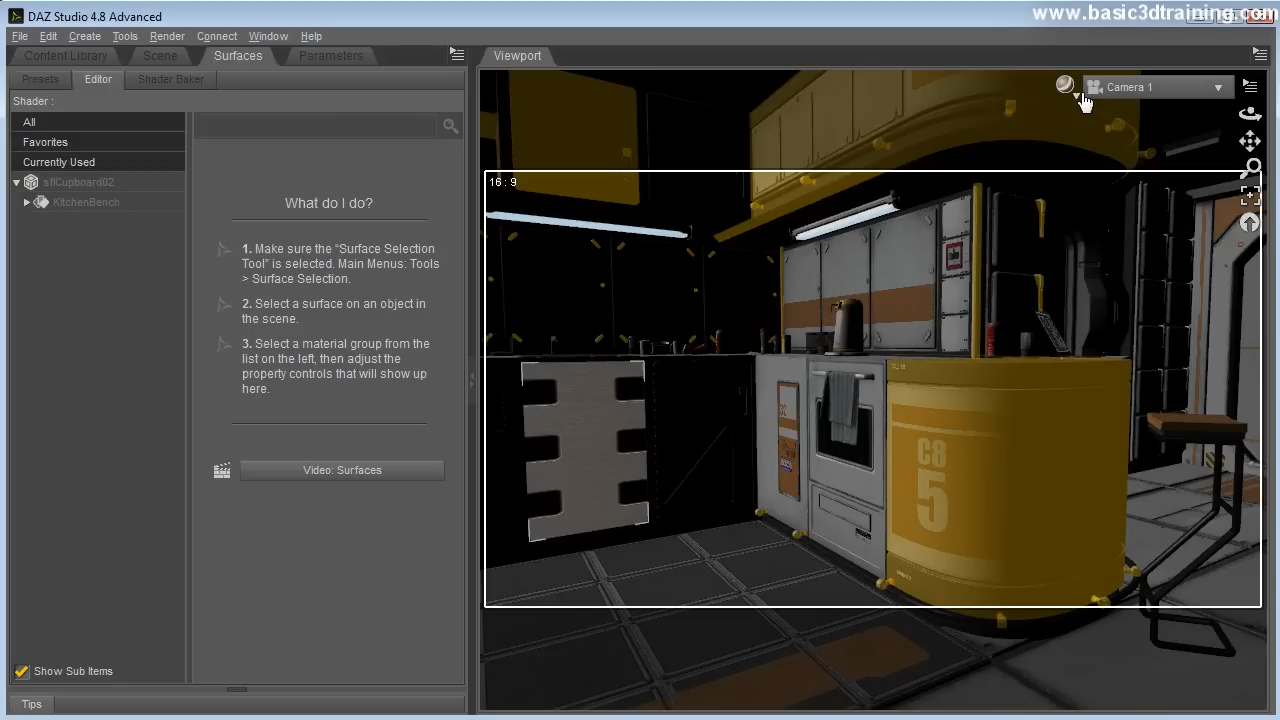 DAZ Studio 4.8 Advanced
www.basic3dtraining.com
File Edit Create Tools Render Connect Window Help
Content Library Scene Surfaces Parameters
Viewport
Presets Editor Shader Baker
Shader :
All
Favorites
Currently Used
sflCupboard02
KitchenBench
What do I do?
1. Make sure the "Surface Selection
Tool" is selected. Main Menus: Tools
> Surface Selection.
2. Select a surface on an object in
the scene.
3. Select a material group from the
list on the left, then adjust the
property controls that will show up
here.
Video: Surfaces
Show Sub Items
Tips
Camera 1
16 : 9
C8
5